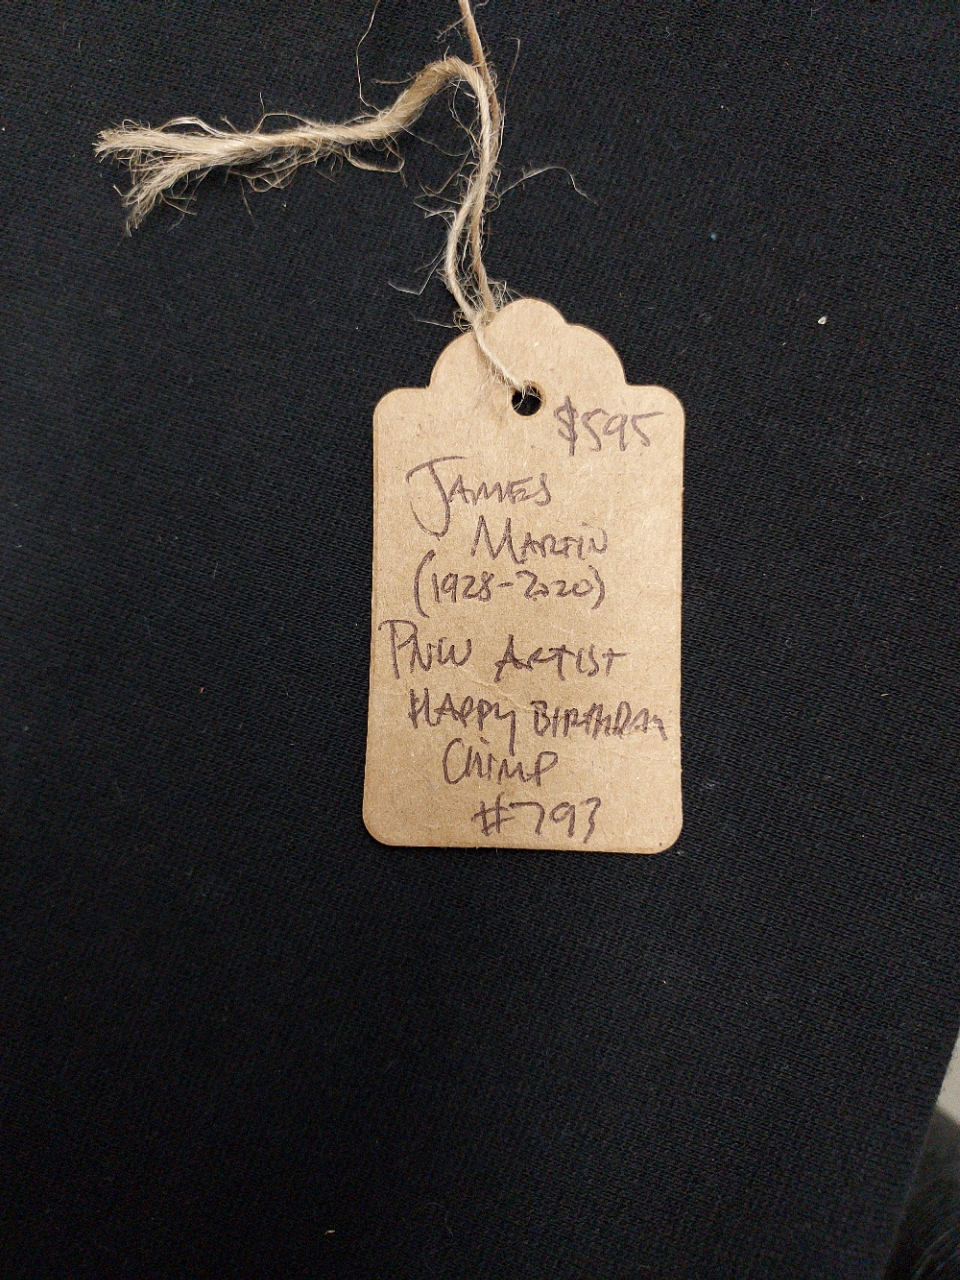 $595
James
Martin
(1928-2020)
PNW Artist
Happy Birthday
Chimp
#793